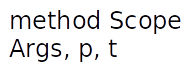 method Scope
Args, p, t